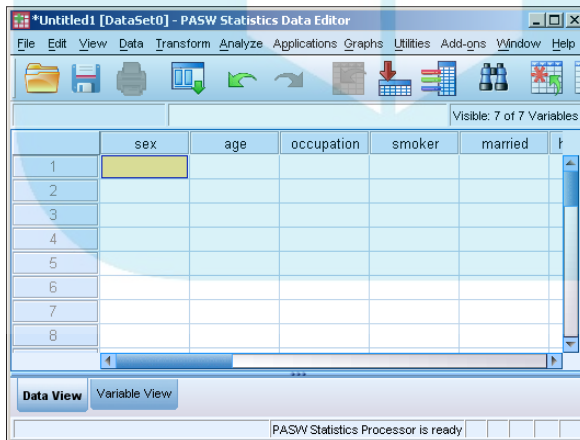 *Untitled1 [DataSet0] - PASW Statistics Data Editor
File Edit View Data Transform Analyze Applications Graphs Utilities Add-ons Window Help
Visible: 7 of 7 Variables
sex age occupation smoker married h
1
2
3
4
5
6
7
8
Data View Variable View
PASW Statistics Processor is ready